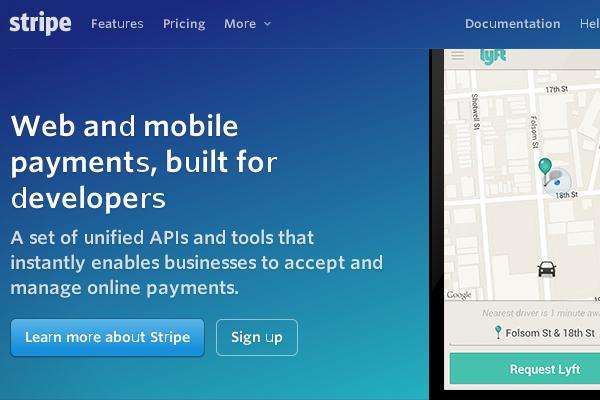 stripe Features Pricing More Documentation
lyft
17th St
Shotwell St
Folsom St
Web and mobile
payments, built for
developers
18th St
A set of unified APIs and tools that
instantly enables businesses to accept and
manage online payments.
Google
Nearest driver is 1 minute
Learn more about Stripe
Sign up
Folsom St & 18th St
Request Lyft